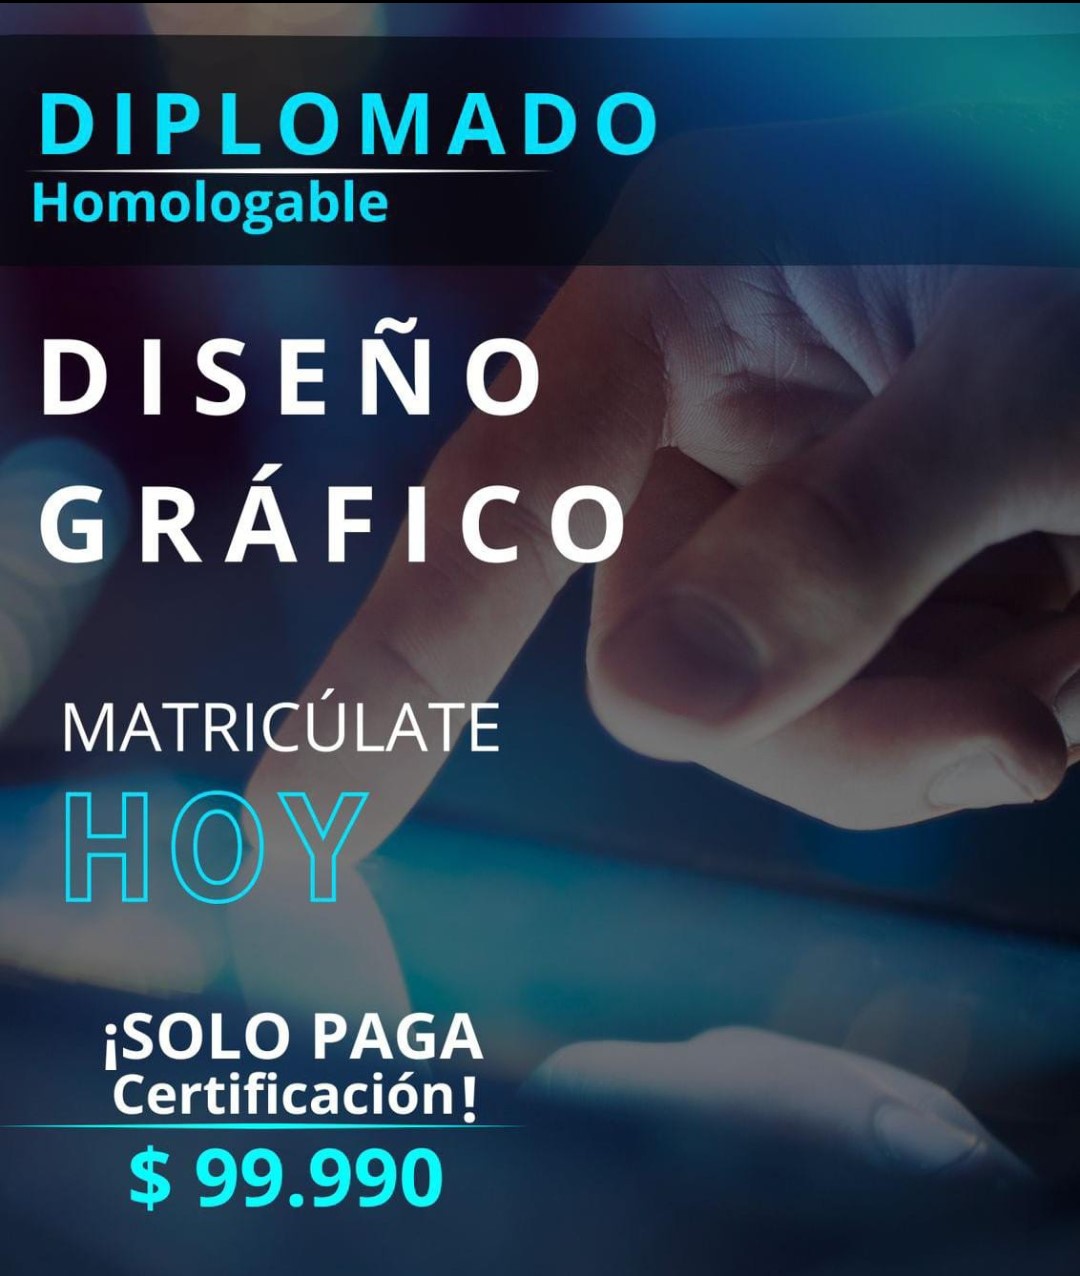 DIPLOMADO
Homologable
DISEÑO
GRÁFICO
MATRICÚLATE
HOY
¡SOLO PAGA
Certificación!
$ 99.990